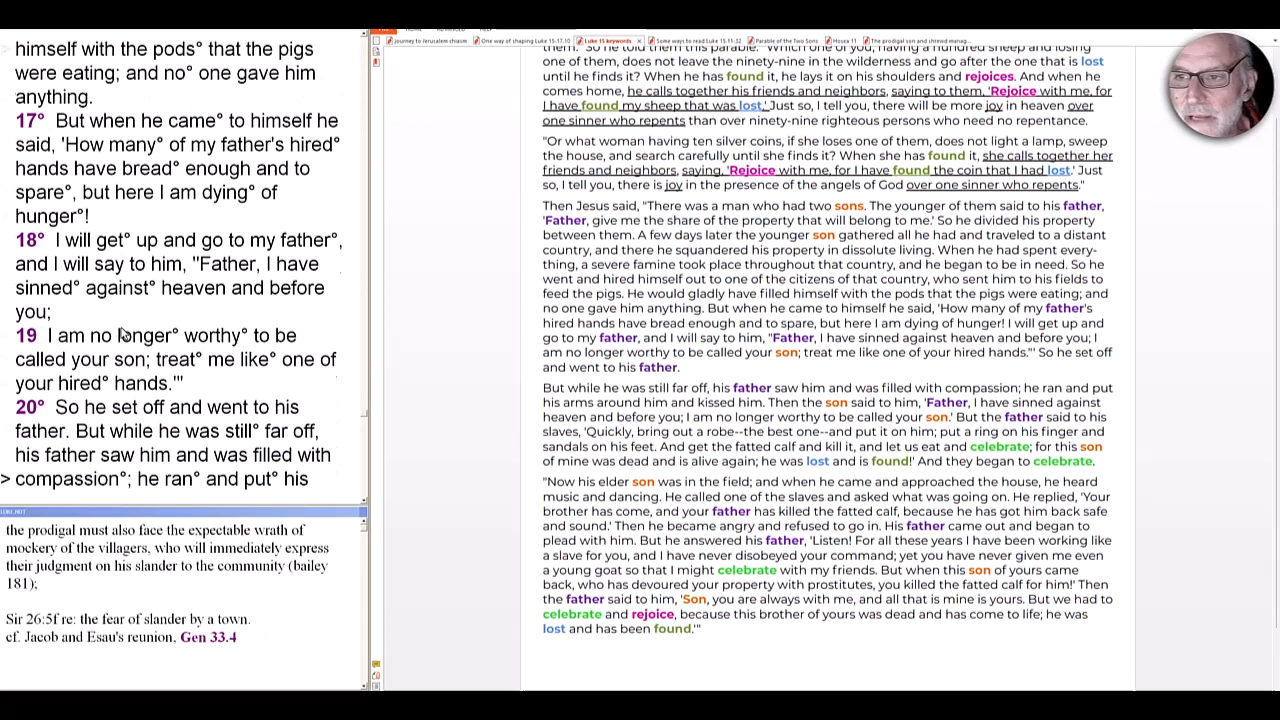 himself with the pods° that the pigs
were eating; and no° one gave him
anything.
17° But when he came° to himself he
said, 'How many° of my father's hired°
hands have bread° enough and to
spare°, but here I am dying° of
hunger°!
18° I will get° up and go to my father°,
and I will say to him, "Father, I have
sinned° against° heaven and before
you;
19 I am no longer° worthy° to be
called your son; treat° me like° one of
your hired° hands."'
20° So he set off and went to his
father. But while he was still° far off,
his father saw him and was filled with
> compassion°; he ran° and put° his
LUKE.NOT
the prodigal must also face the expectable wrath of
mockery of the villagers, who will immediately express
their judgment on his slander to the community (bailey
181);
Sir 26:5f re: the fear of slander by a town.
cf. Jacob and Esau's reunion, Gen 33.4
journey to Jerusalem chiasm
One way of shaping Luke 15-17.10
Luke 15 keywords
Some ways to read Luke 15.11-32
Parable of the Two Sons
Hosea 11
The prodigal son and shrewd manag...
them." So he told them this parable: "Which one of you, having a hundred sheep and losing
one of them, does not leave the ninety-nine in the wilderness and go after the one that is lost
until he finds it? When he has found it, he lays it on his shoulders and rejoices. And when he
comes home, he calls together his friends and neighbors, saying to them, 'Rejoice with me, for
I have found my sheep that was lost.' Just so, I tell you, there will be more joy in heaven over
one sinner who repents than over ninety-nine righteous persons who need no repentance.
"Or what woman having ten silver coins, if she loses one of them, does not light a lamp, sweep
the house, and search carefully until she finds it? When she has found it, she calls together her
friends and neighbors, saying, 'Rejoice with me, for I have found the coin that I had lost.' Just
so, I tell you, there is joy in the presence of the angels of God over one sinner who repents."
Then Jesus said, "There was a man who had two sons. The younger of them said to his father,
'Father, give me the share of the property that will belong to me.' So he divided his property
between them. A few days later the younger son gathered all he had and traveled to a distant
country, and there he squandered his property in dissolute living. When he had spent every-
thing, a severe famine took place throughout that country, and he began to be in need. So he
went and hired himself out to one of the citizens of that country, who sent him to his fields to
feed the pigs. He would gladly have filled himself with the pods that the pigs were eating; and
no one gave him anything. But when he came to himself he said, 'How many of my father's
hired hands have bread enough and to spare, but here I am dying of hunger! I will get up and
go to my father, and I will say to him, "Father, I have sinned against heaven and before you; I
am no longer worthy to be called your son; treat me like one of your hired hands."' So he set off
and went to his father.
But while he was still far off, his father saw him and was filled with compassion; he ran and put
his arms around him and kissed him. Then the son said to him, 'Father, I have sinned against
heaven and before you; I am no longer worthy to be called your son.' But the father said to his
slaves, 'Quickly, bring out a robe--the best one--and put it on him; put a ring on his finger and
sandals on his feet. And get the fatted calf and kill it, and let us eat and celebrate; for this son
of mine was dead and is alive again; he was lost and is found!' And they began to celebrate.
"Now his elder son was in the field; and when he came and approached the house, he heard
music and dancing. He called one of the slaves and asked what was going on. He replied, 'Your
brother has come, and your father has killed the fatted calf, because he has got him back safe
and sound.' Then he became angry and refused to go in. His father came out and began to
plead with him. But he answered his father, 'Listen! For all these years I have been working like
a slave for you, and I have never disobeyed your command; yet you have never given me even
a young goat so that I might celebrate with my friends. But when this son of yours came
back, who has devoured your property with prostitutes, you killed the fatted calf for him!' Then
the father said to him, 'Son, you are always with me, and all that is mine is yours. But we had to
celebrate and rejoice, because this brother of yours was dead and has come to life; he was
lost and has been found.'"